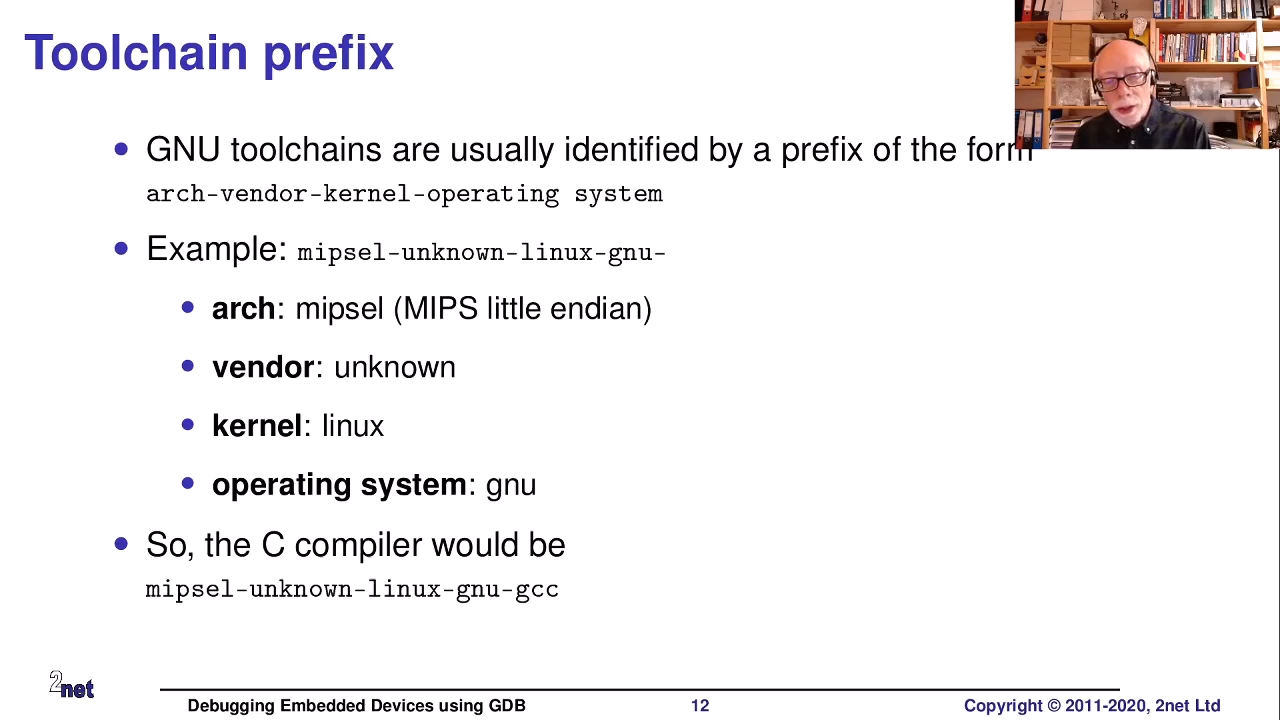 Toolchain prefix
• GNU toolchains are usually identified by a prefix of the form
arch-vendor-kernel-operating system
• Example: mipsel-unknown-linux-gnu-
• arch: mipsel (MIPS little endian)
• vendor: unknown
• kernel: linux
• operating system: gnu
• So, the C compiler would be
mipsel-unknown-linux-gnu-gcc
2net
Debugging Embedded Devices using GDB
12
Copyright © 2011-2020, 2net Ltd